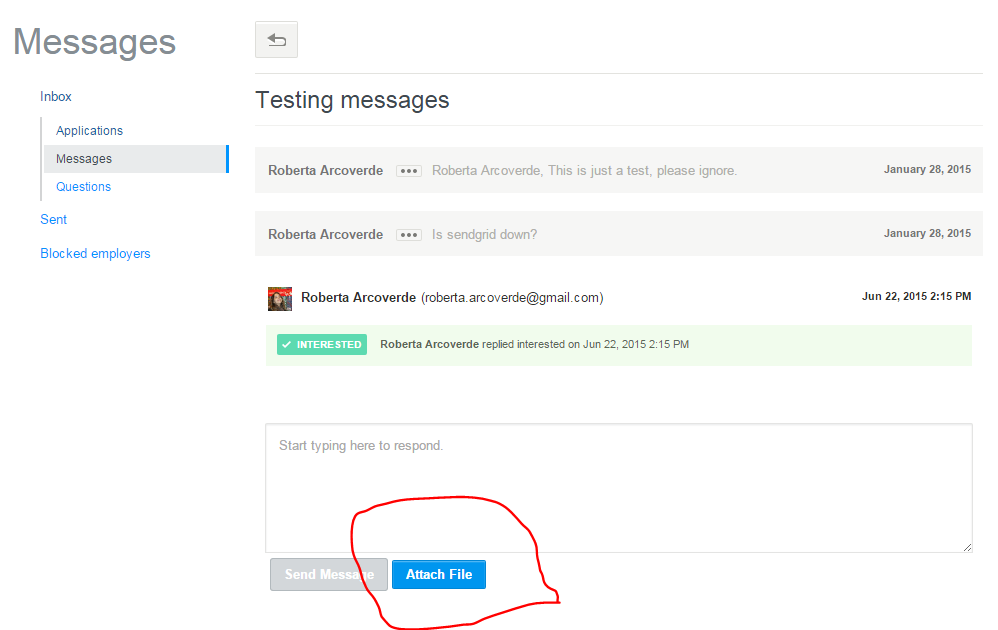 Messages
Inbox
Applications
Messages
Questions
Sent
Blocked employers
Testing messages
Roberta Arcoverde ••• Roberta Arcoverde, This is just a test, please ignore. January 28, 2015
Roberta Arcoverde ••• Is sendgrid down? January 28, 2015
Roberta Arcoverde (roberta.arcoverde@gmail.com) Jun 22, 2015 2:15 PM
✓ INTERESTED Roberta Arcoverde replied interested on Jun 22, 2015 2:15 PM
Start typing here to respond.
Send Message Attach File